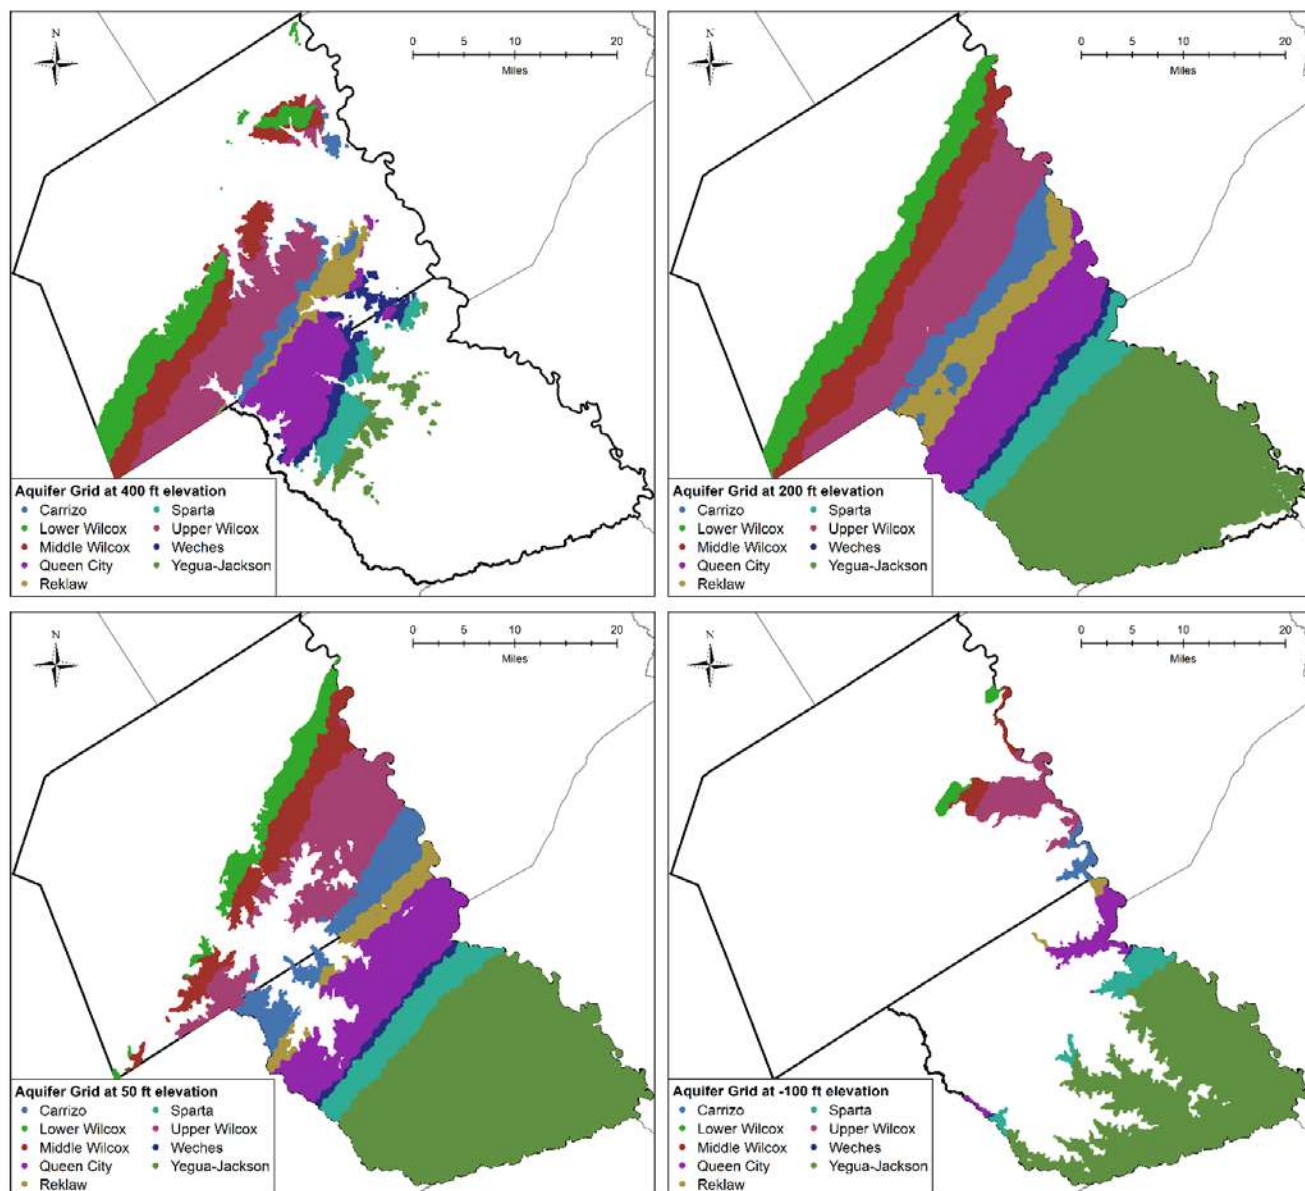 N
0 5 10 20
Miles
Aquifer Grid at 400 ft elevation
Carrizo Sparta
Lower Wilcox Upper Wilcox
Middle Wilcox Weches
Queen City Yegua-Jackson
Reklaw
N
0 5 10 20
Miles
Aquifer Grid at 200 ft elevation
Carrizo Sparta
Lower Wilcox Upper Wilcox
Middle Wilcox Weches
Queen City Yegua-Jackson
Reklaw
N
0 5 10 20
Miles
Aquifer Grid at 50 ft elevation
Carrizo Sparta
Lower Wilcox Upper Wilcox
Middle Wilcox Weches
Queen City Yegua-Jackson
Reklaw
N
0 5 10 20
Miles
Aquifer Grid at -100 ft elevation
Carrizo Sparta
Lower Wilcox Upper Wilcox
Middle Wilcox Weches
Queen City Yegua-Jackson
Reklaw